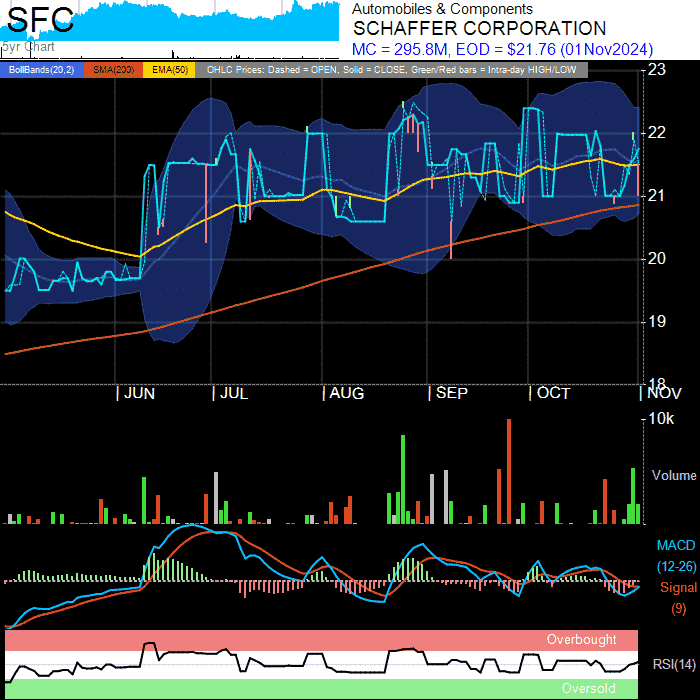 SFC
5yr Chart
Automobiles & Components
SCHAFFER CORPORATION
MC = 295.8M, EOD = $21.76 (01Nov2024)
BollBands(20,2) SMA(200) EMA(50) OHLC Prices: Dashed = OPEN, Solid = CLOSE, Green/Red bars = Intra-day HIGH/LOW
23
22
21
20
19
18
| JUN | JUL | AUG | SEP | OCT | NOV
10k
Volume
MACD
(12-26)
Signal
(9)
Overbought
RSI(14)
Oversold